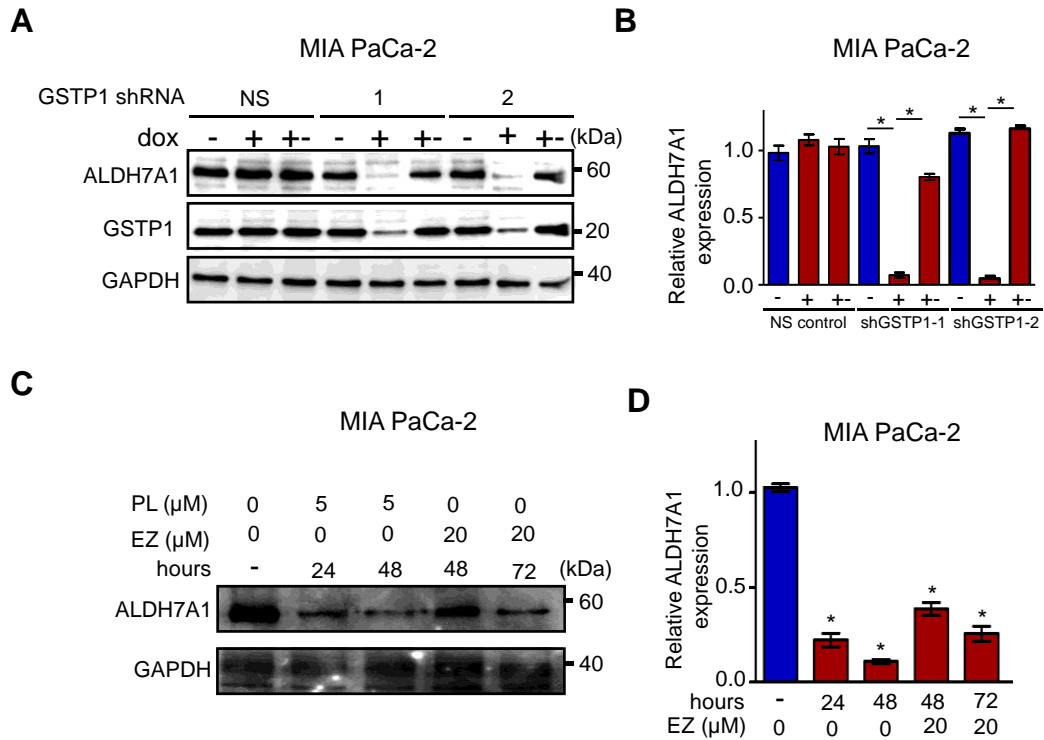 A
MIA PaCa-2
GSTP1 shRNA NS 1 2
dox - + +- - + +- - + +- (kDa)
ALDH7A1 60
GSTP1 20
GAPDH 40
B
MIA PaCa-2
Relative ALDH7A1
expression
* * * *
1.0
0.5
0.0
- + +- - + +- - + +-
NS control shGSTP1-1 shGSTP1-2
C
MIA PaCa-2
PL (µM) 0 5 5 0 0
EZ (µM) 0 0 0 20 20
hours - 24 48 48 72 (kDa)
ALDH7A1 60
GAPDH 40
D
MIA PaCa-2
Relative ALDH7A1
expression
1.0
0.5
0.0
* * * *
hours - 24 48 48 72
EZ (µM) 0 0 0 20 20